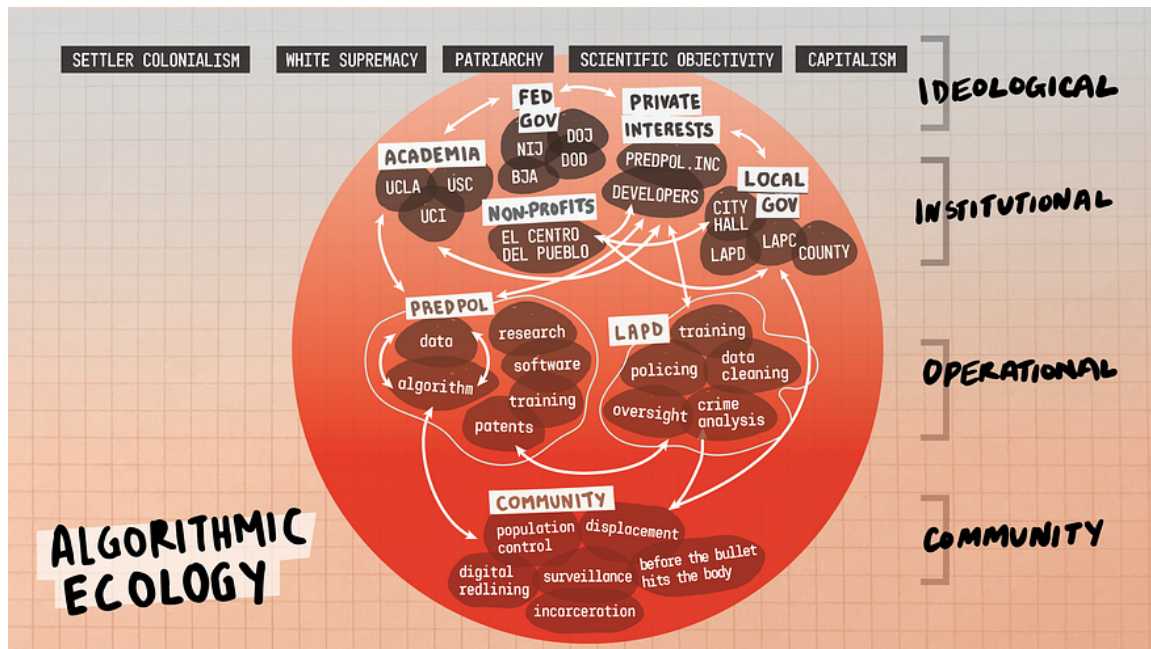 SETTLER COLONIALISM
WHITE SUPREMACY
PATRIARCHY
SCIENTIFIC OBJECTIVITY
CAPITALISM
IDEOLOGICAL
FED
GOV
NIJ
DOJ
DOD
BJA
PRIVATE
INTERESTS
PREDPOL.INC
DEVELOPERS
ACADEMIA
UCLA
USC
UCI
NON-PROFITS
EL CENTRO
DEL PUEBLO
LOCAL
GOV
CITY
HALL
LAPD
LAPC
COUNTY
INSTITUTIONAL
PREDPOL
data
algorithm
research
software
training
patents
LAPD
training
policing
data
cleaning
oversight
crime
analysis
OPERATIONAL
COMMUNITY
population
control
displacement
digital
redlining
surveillance
before the bullet
hits the body
incarceration
COMMUNITY
ALGORITHMIC
ECOLOGY